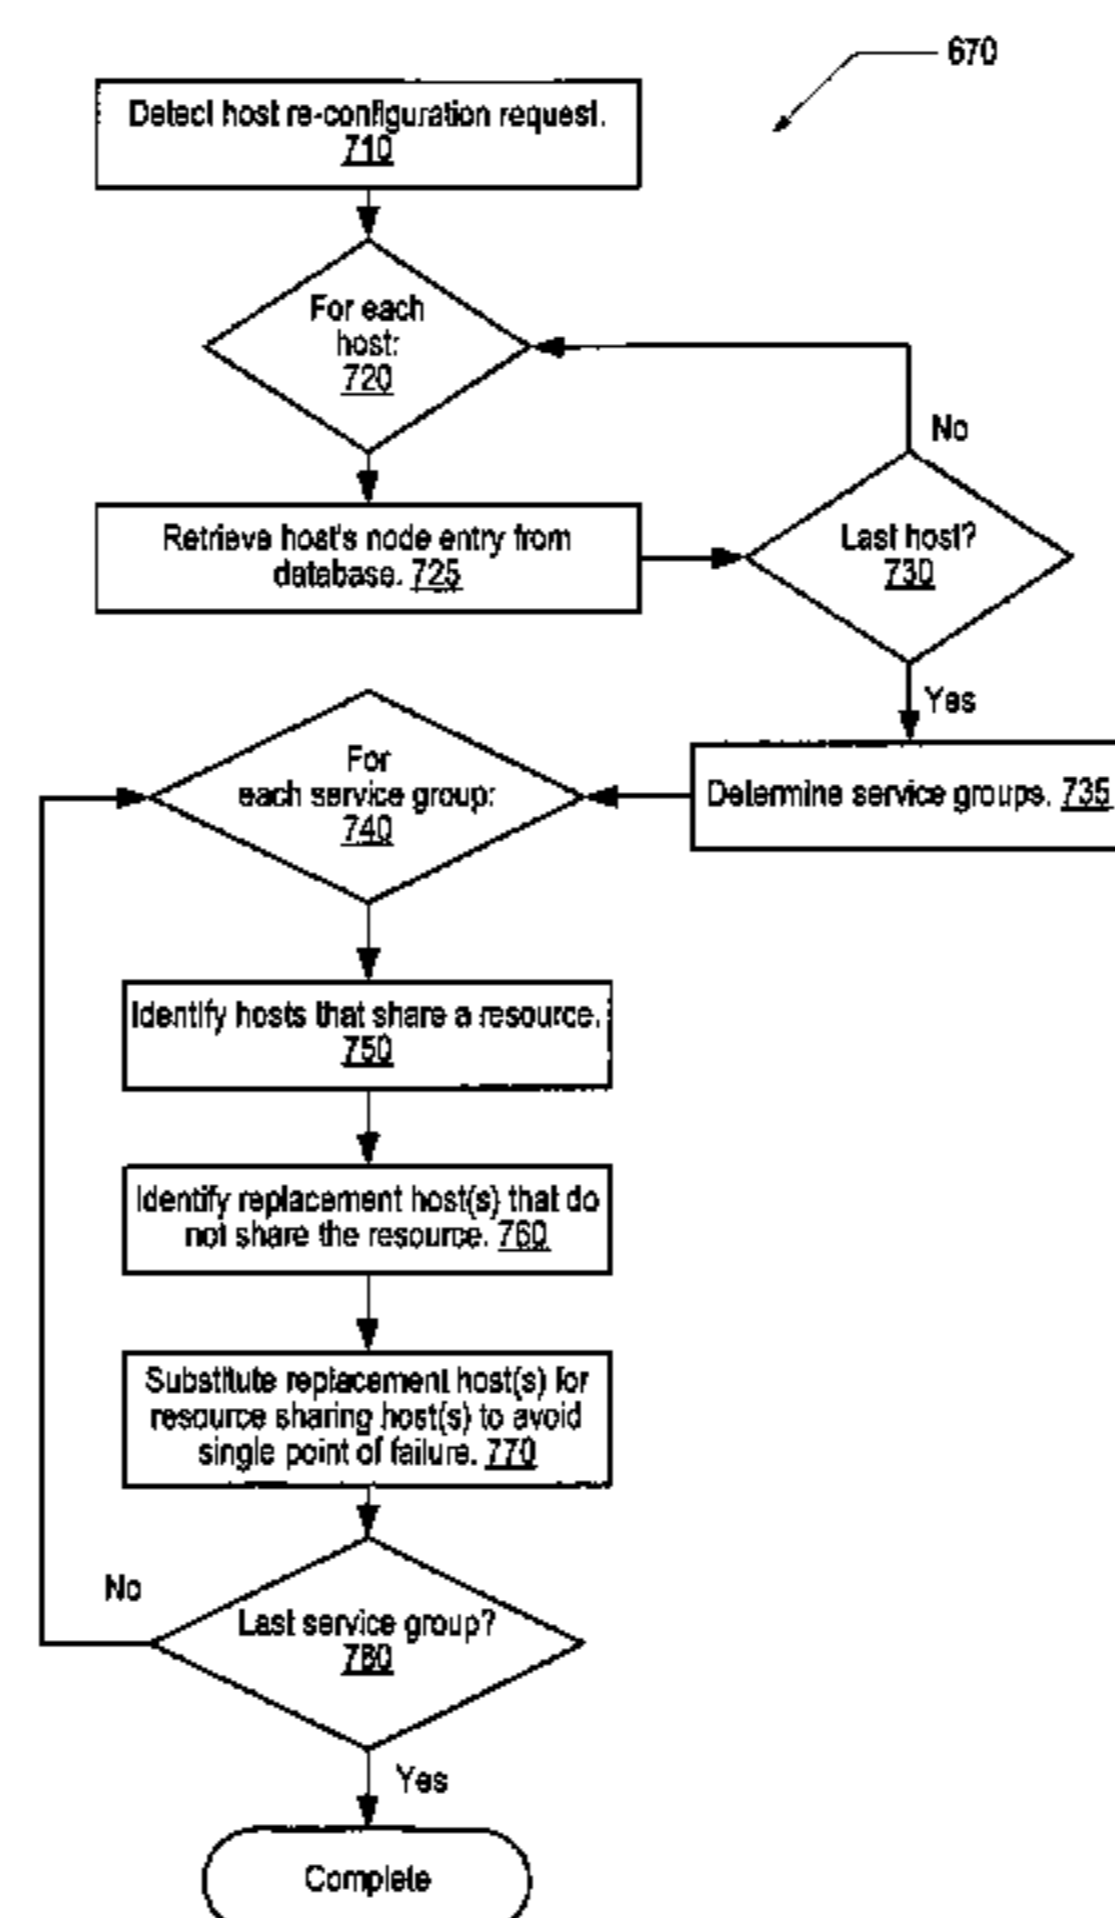 670
Detect host re-configuration request.
710
For each
host:
720
No
Retrieve host's node entry from
database. 725
Last host?
730
Yes
For
each service group:
740
Determine service groups. 735
Identify hosts that share a resource.
750
Identify replacement host(s) that do
not share the resource. 760
Substitute replacement host(s) for
resource sharing host(s) to avoid
single point of failure. 770
No
Last service group?
780
Yes
Complete